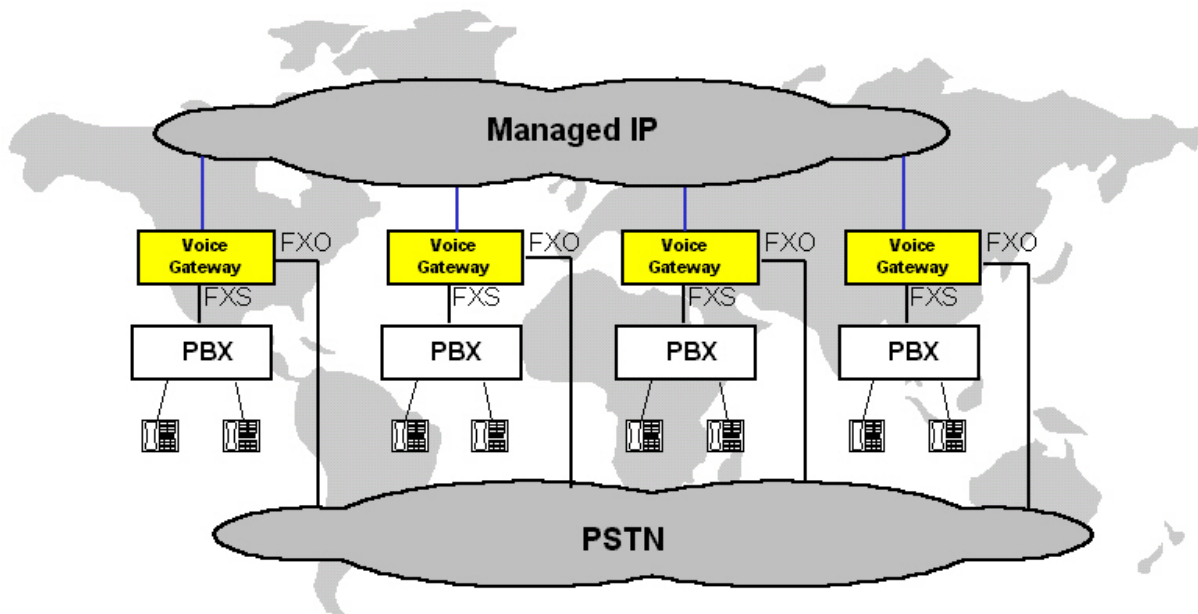 Managed IP
Voice
Gateway
FXO
FXS
PBX
Voice
Gateway
FXO
FXS
PBX
Voice
Gateway
FXO
FXS
PBX
Voice
Gateway
FXO
FXS
PBX
PSTN